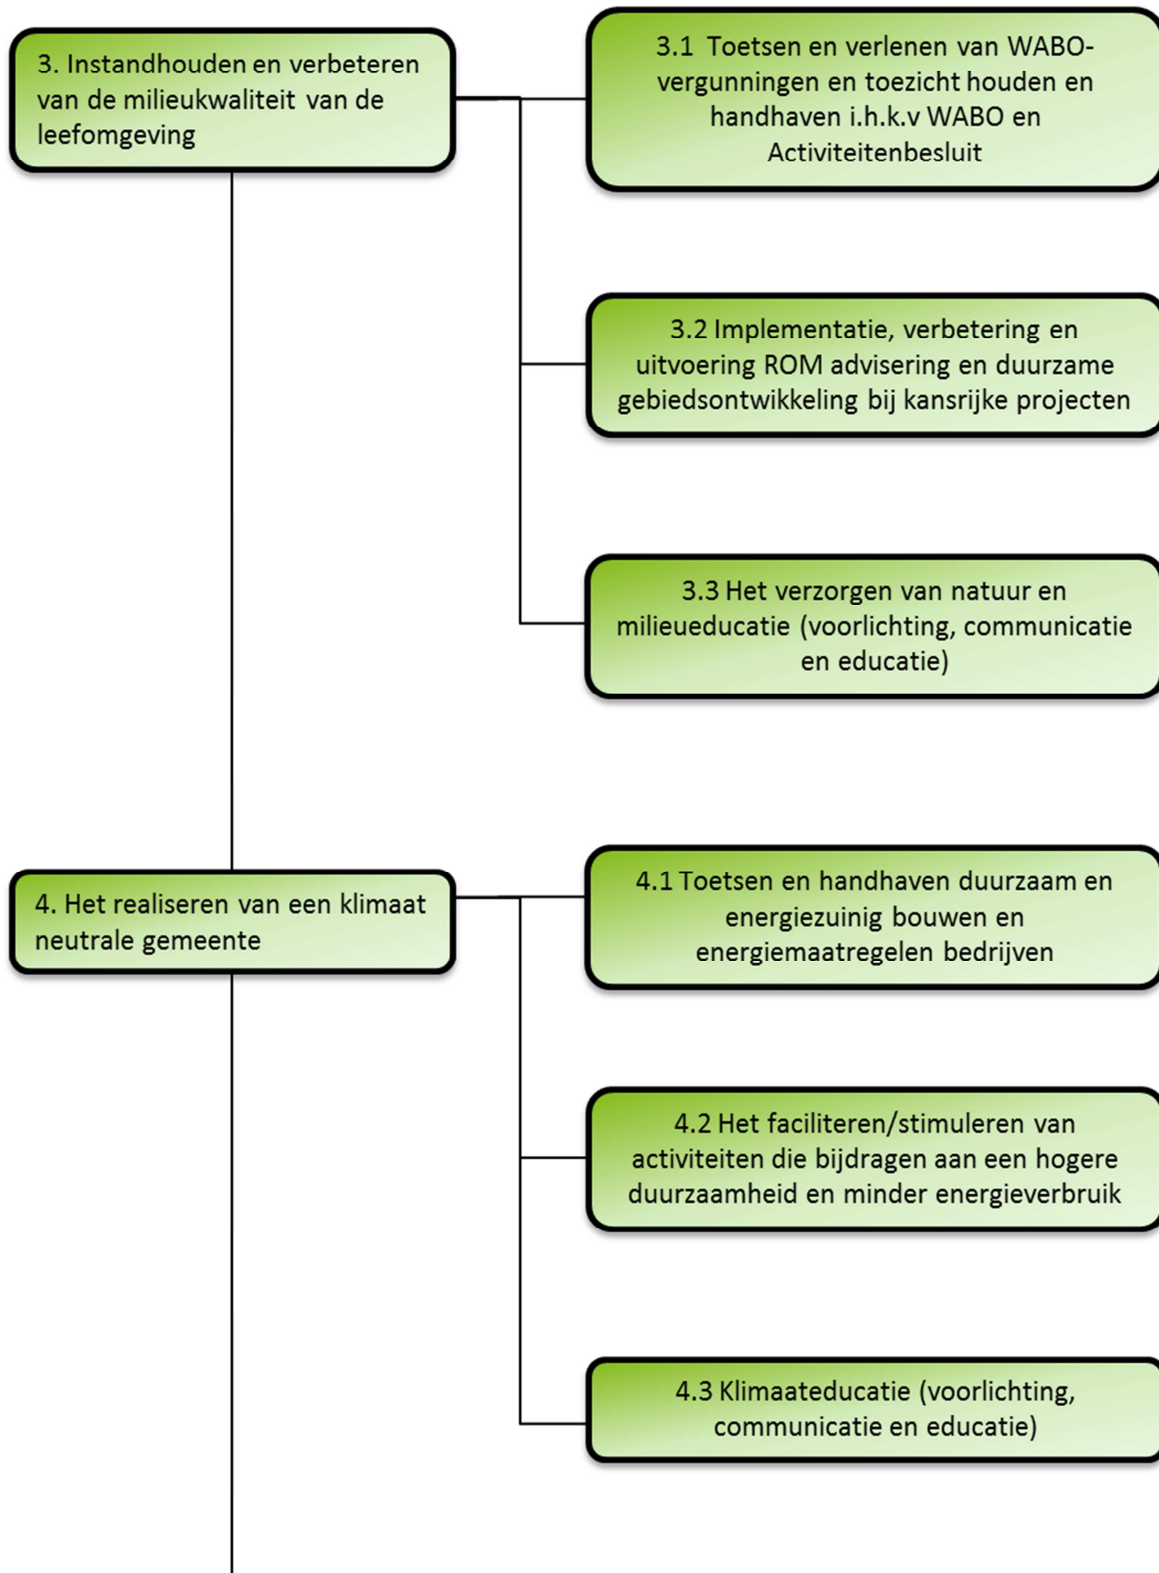 3. Instandhouden en verbeteren
van de milieukwaliteit van de
leefomgeving
3.1 Toetsen en verlenen van WABO-
vergunningen en toezicht houden en
handhaven i.h.k.v WABO en
Activiteitenbesluit
3.2 Implementatie, verbetering en
uitvoering ROM advisering en duurzame
gebiedsontwikkeling bij kansrijke projecten
3.3 Het verzorgen van natuur en
milieueducatie (voorlichting, communicatie
en educatie)
4. Het realiseren van een klimaat
neutrale gemeente
4.1 Toetsen en handhaven duurzaam en
energiezuinig bouwen en
energiemaatregelen bedrijven
4.2 Het faciliteren/stimuleren van
activiteiten die bijdragen aan een hogere
duurzaamheid en minder energieverbruik
4.3 Klimaateducatie (voorlichting,
communicatie en educatie)